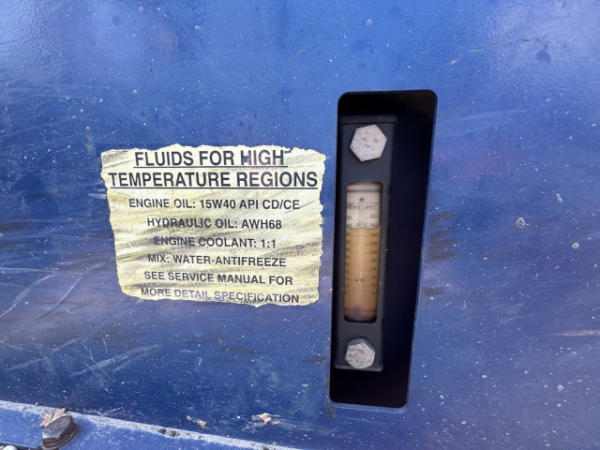 FLUIDS FOR HIGH
TEMPERATURE REGIONS
ENGINE OIL: 15W40 API CD/CE
HYDRAULIC OIL: AWH68
ENGINE COOLANT: 1:1
MIX: WATER-ANTIFREEZE
SEE SERVICE MANUAL FOR
MORE DETAIL SPECIFICATION